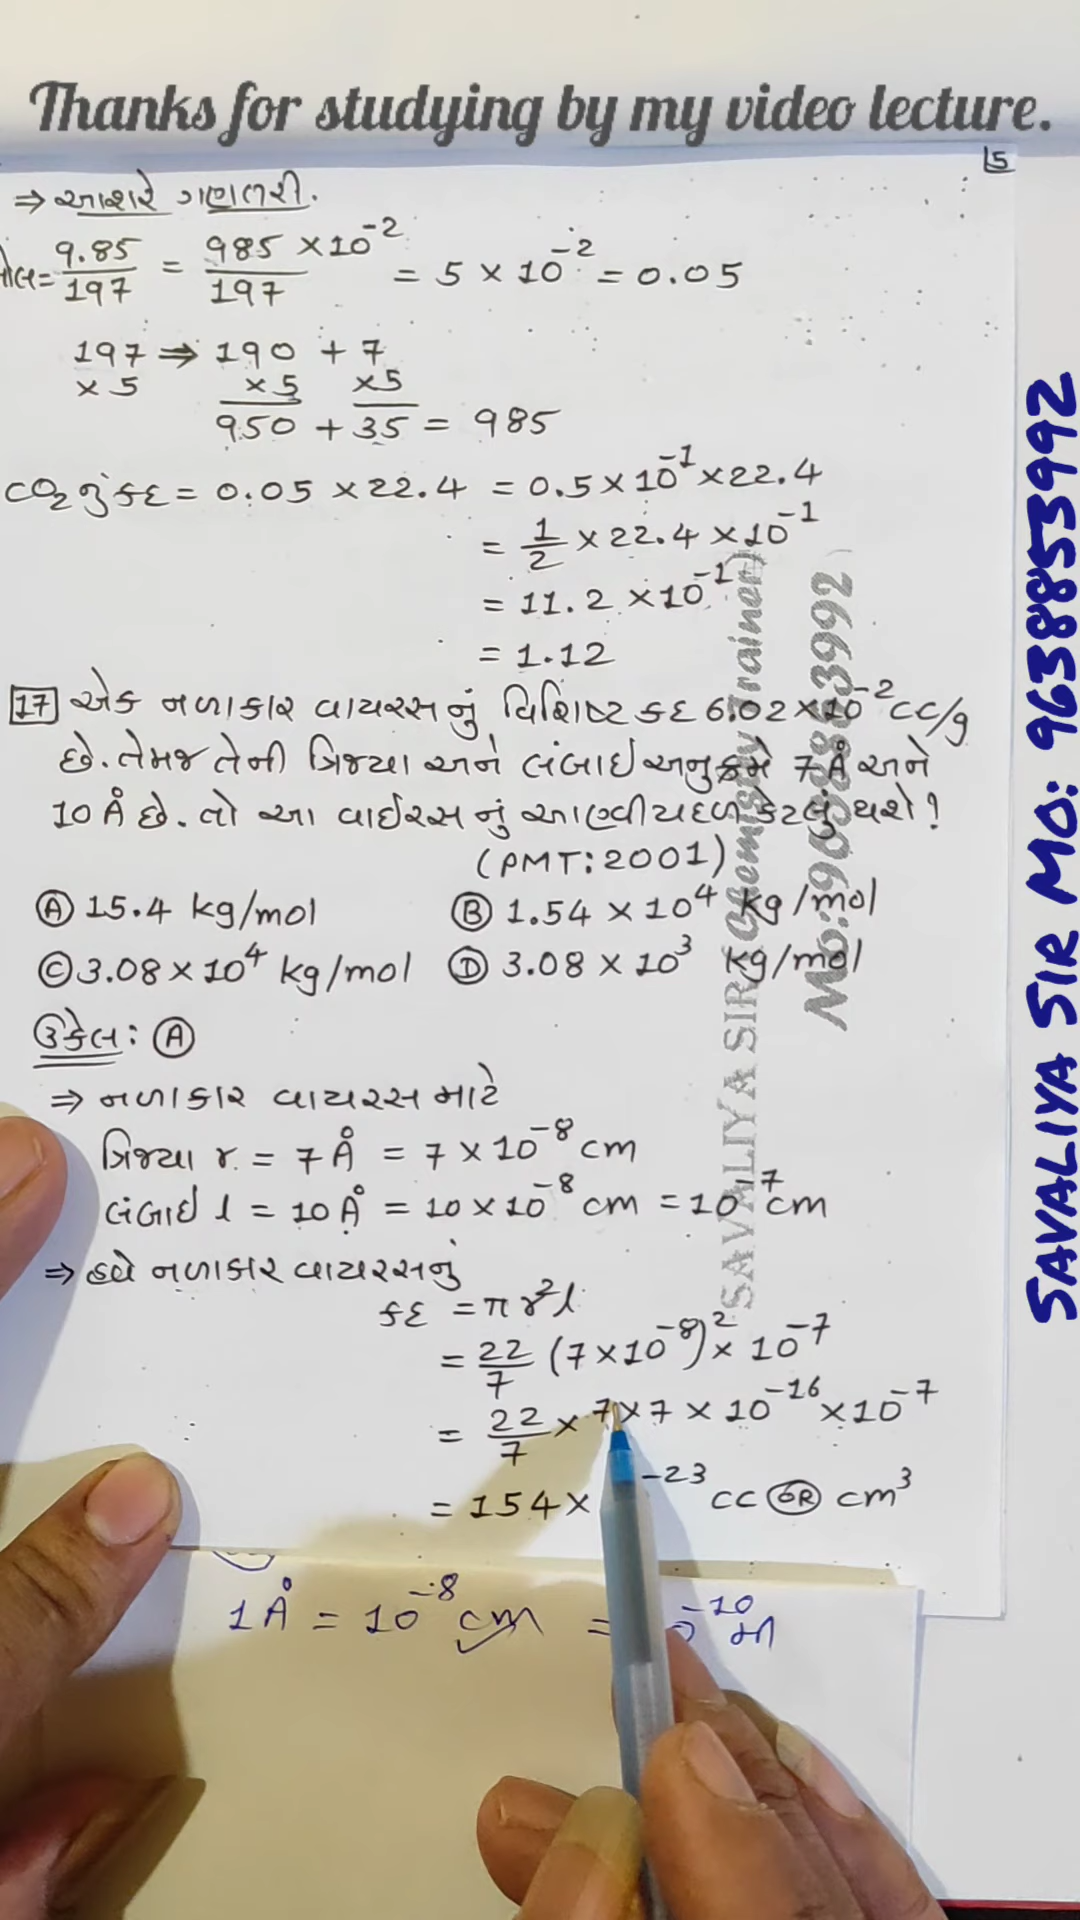 Thanks for studying by my video lecture.
15
⇒ આશરે ગણતરી.
= 9.85/197 = 985 × 10⁻²/197 = 5 × 10⁻² = 0.05
197 ⇒ 190 + 7
× 5 × 5 × 5
950 + 35 = 985
CO₂ નું કદ = 0.05 × 22.4 = 0.5 × 10⁻¹ × 22.4
= 1/2 × 22.4 × 10⁻¹
= 11.2 × 10⁻¹
= 1.12
17 એક નળાકાર વાયરસનું વિશિષ્ટ કદ 6.02 × 10⁻² cc/g
છે. તેમજ તેની ત્રિજ્યા અને લંબાઈ અનુક્રમે 7 Å અને
10 Å છે. તો આ વાઈરસનું આણ્વીયદળ કેટલું થશે?
(PMT: 2001)
Ⓐ 15.4 kg/mol Ⓑ 1.54 × 10⁴ kg/mol
Ⓒ 3.08 × 10⁴ kg/mol Ⓓ 3.08 × 10³ kg/mol
ઉકેલ: Ⓐ
⇒ નળાકાર વાયરસ માટે
ત્રિજ્યા r = 7 Å = 7 × 10⁻⁸ cm
લંબાઈ l = 10 Å = 10 × 10⁻⁸ cm = 10⁻⁷ cm
⇒ હવે નળાકાર વાયરસનું
કદ = πr²l
= 22/7 (7 × 10⁻⁸)² × 10⁻⁷
= 22/7 × 7 × 7 × 10⁻¹⁶ × 10⁻⁷
= 154 × ⁻²³ cc OR cm³
1 Å = 10⁻⁸ cm = ⁻¹⁰ મી
SAVALIYA SIR (Chemistry Trainer)
SAVALIYA SIR MO: 9638853992